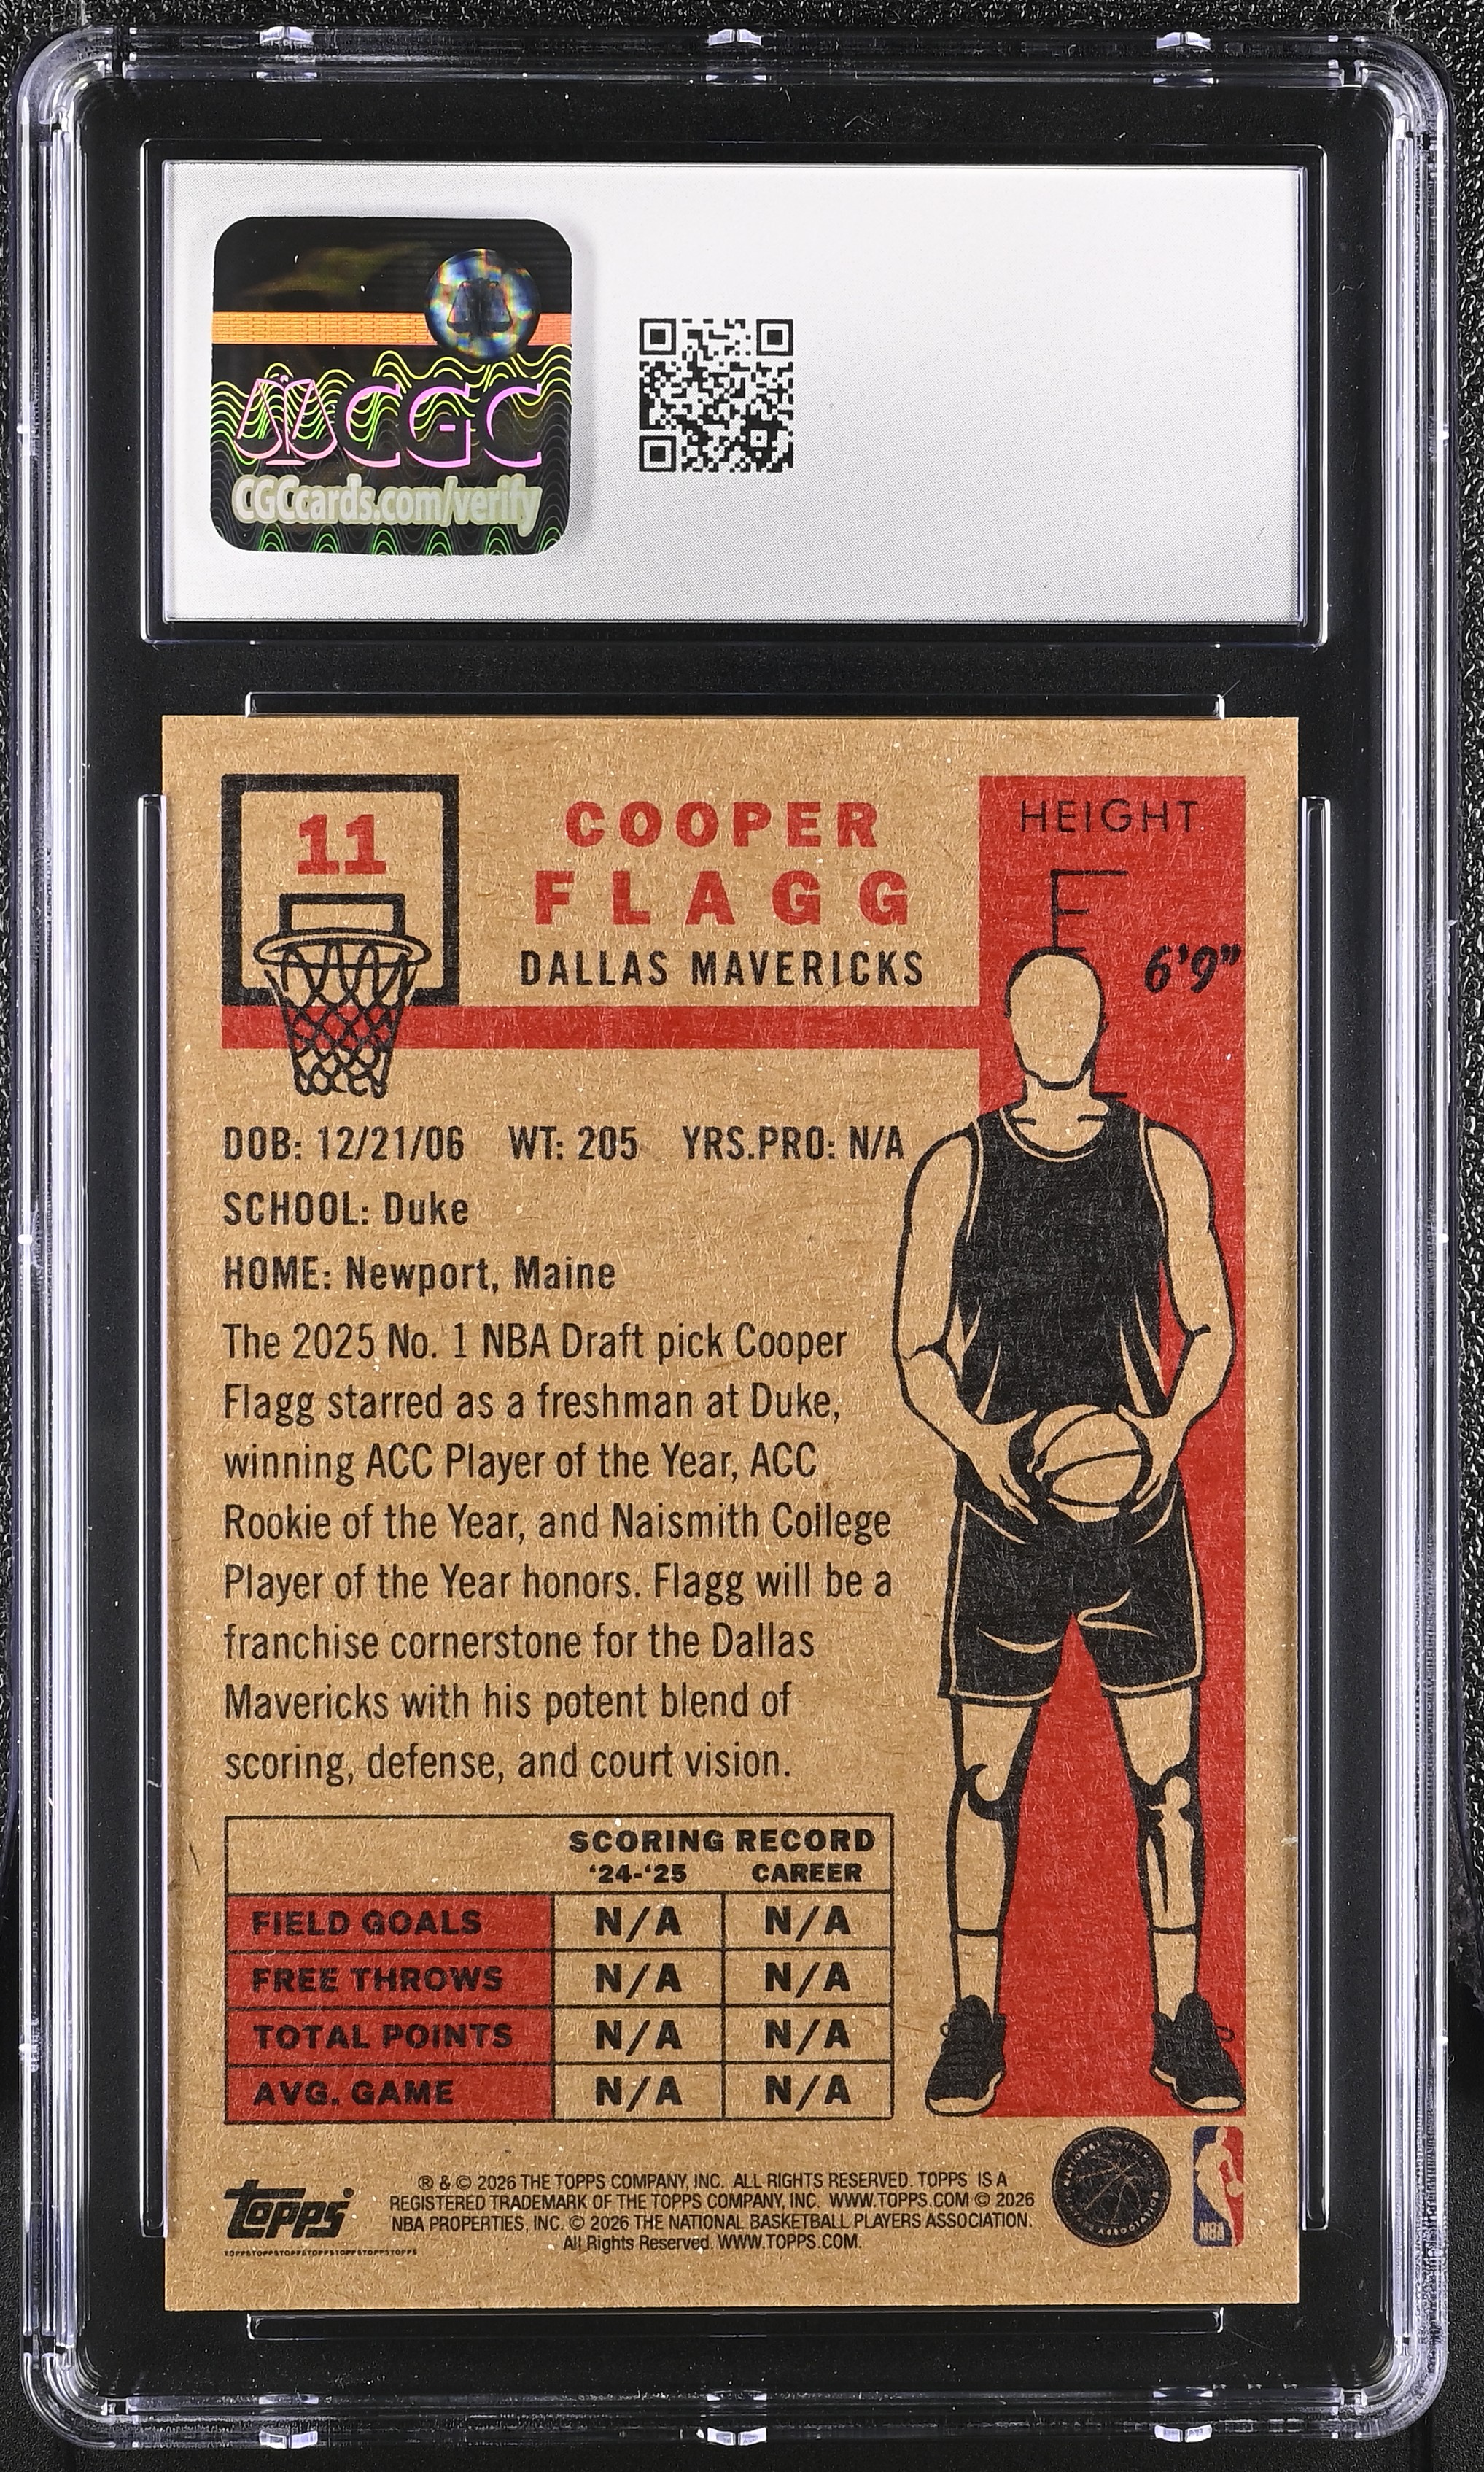 CGC
CGCcards.com/verify
11
COOPER
FLAGG
DALLAS MAVERICKS
HEIGHT
6'9"
DOB: 12/21/06 WT: 205 YRS.PRO: N/A
SCHOOL: Duke
HOME: Newport, Maine
The 2025 No. 1 NBA Draft pick Cooper
Flagg starred as a freshman at Duke,
winning ACC Player of the Year, ACC
Rookie of the Year, and Naismith College
Player of the Year honors. Flagg will be a
franchise cornerstone for the Dallas
Mavericks with his potent blend of
scoring, defense, and court vision.
SCORING RECORD
'24-'25 CAREER
FIELD GOALS N/A N/A
FREE THROWS N/A N/A
TOTAL POINTS N/A N/A
AVG. GAME N/A N/A
topps
® & © 2026 THE TOPPS COMPANY, INC. ALL RIGHTS RESERVED. TOPPS IS A
REGISTERED TRADEMARK OF THE TOPPS COMPANY, INC. WWW.TOPPS.COM © 2026
NBA PROPERTIES, INC. © 2026 THE NATIONAL BASKETBALL PLAYERS ASSOCIATION.
All Rights Reserved. WWW.TOPPS.COM.
NBA